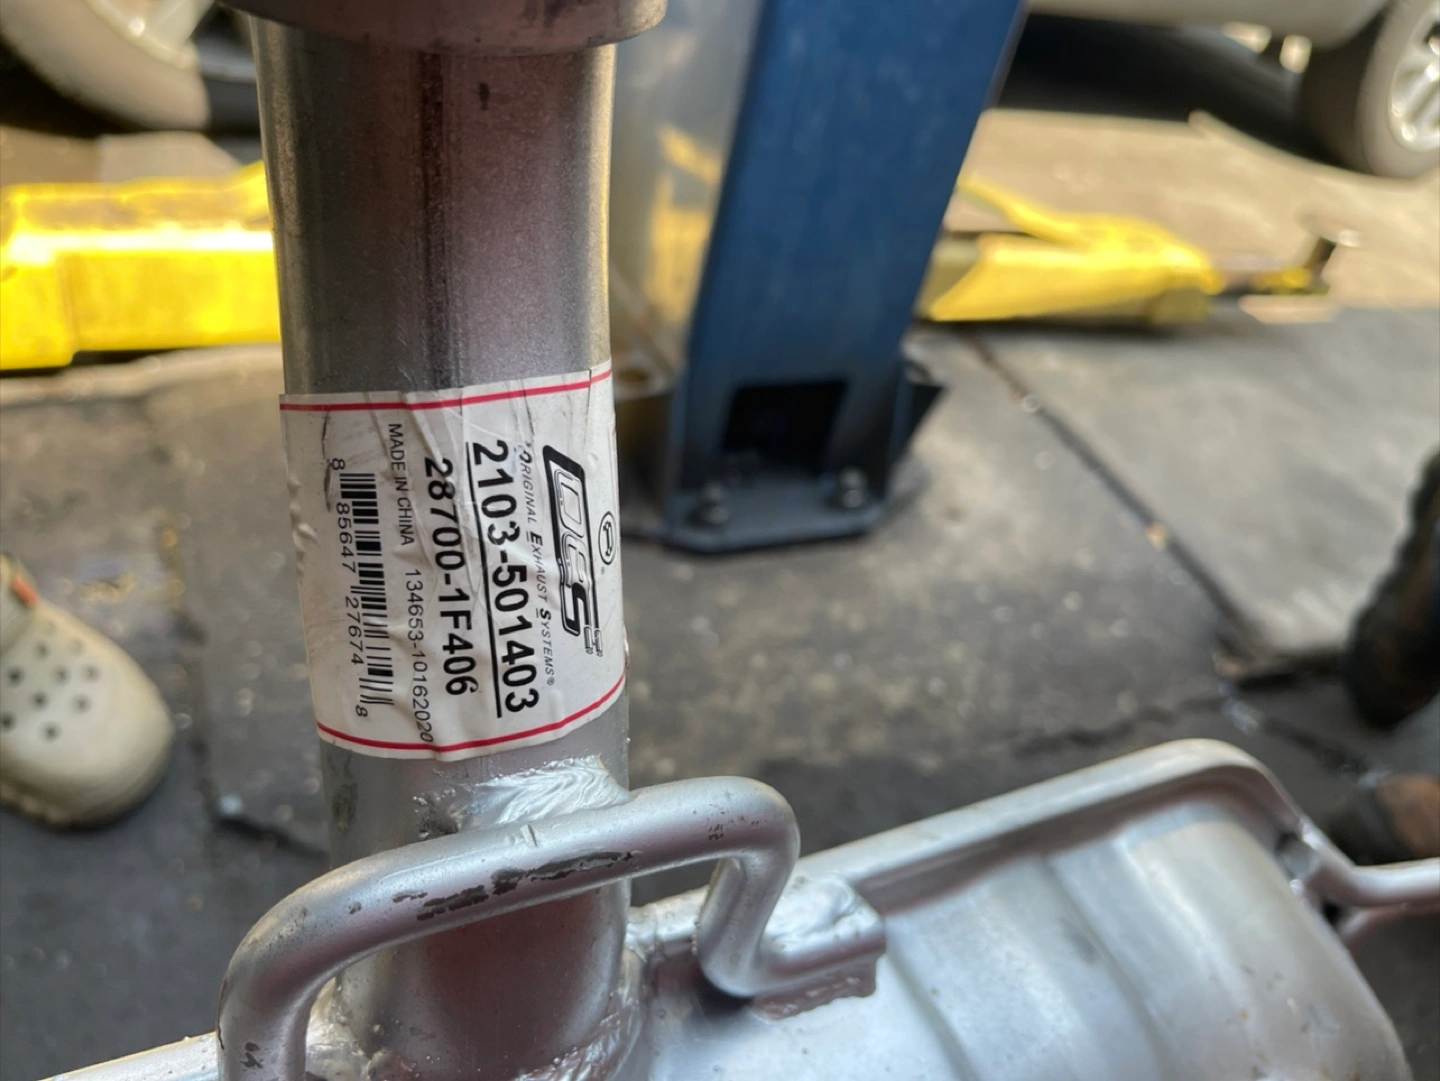 OES
ORIGINAL EXHAUST SYSTEMS®
2103-501403
28700-1F406
MADE IN CHINA 134653-10162020
8 85647 27674 8